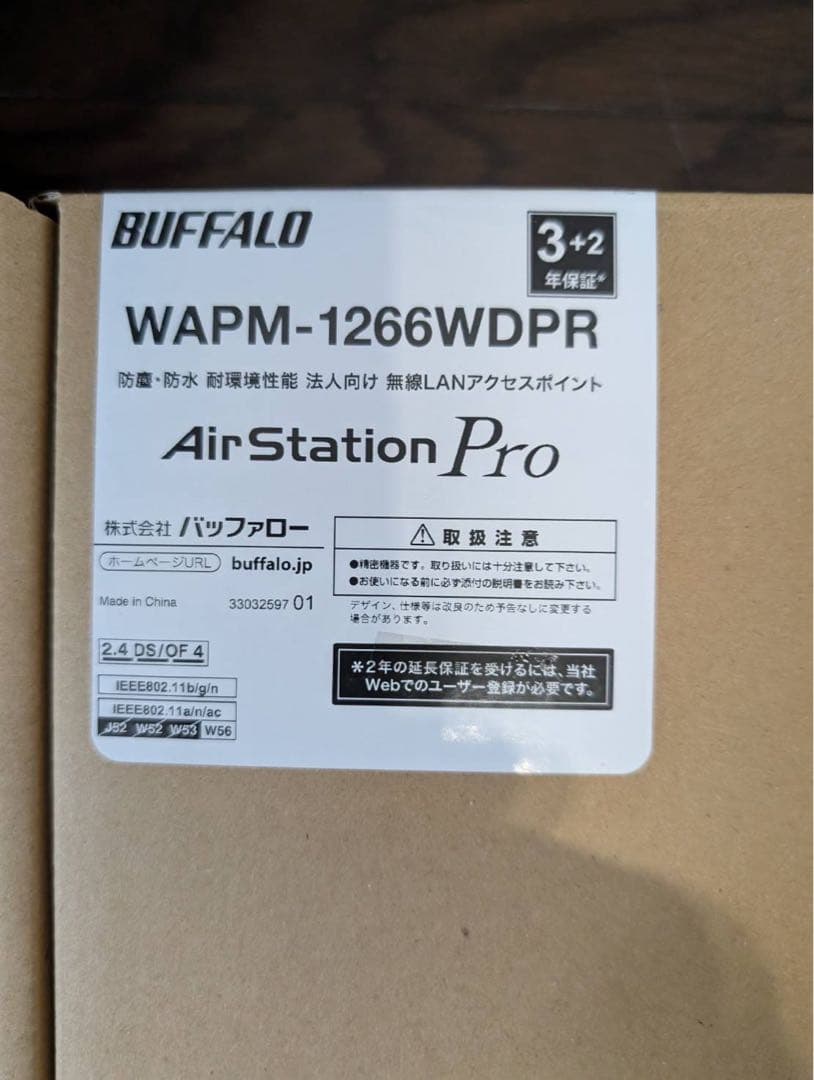 BUFFALO
3+2
年保証*
WAPM-1266WDPR
防塵・防水 耐環境性能 法人向け 無線LANアクセスポイント
AirStation Pro
株式会社 バッファロー
ホームページURL buffalo.jp
Made in China 33032597 01
⚠取扱注意
●精密機器です。取り扱いには十分注意して下さい。
●お使いになる前に必ず添付の説明書をお読み下さい。
デザイン、仕様等は改良のため予告なしに変更する
場合があります。
2.4 DS/OF 4
IEEE802.11b/g/n
IEEE802.11a/n/ac
J52 W52 W53 W56
*2年の延長保証を受けるには、当社
Webでのユーザー登録が必要です。